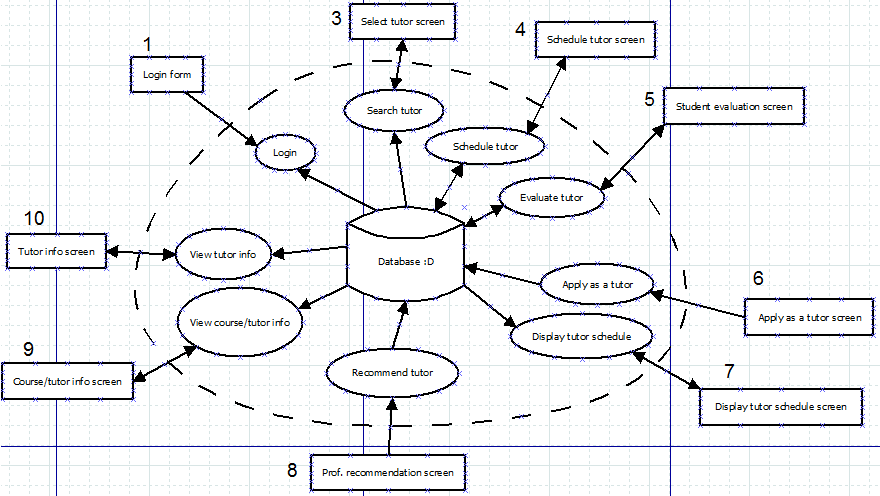 3
Select tutor screen
4
Schedule tutor screen
1
Login form
5
Student evaluation screen
Search tutor
Schedule tutor
Login
Evaluate tutor
10
Tutor info screen
View tutor info
Database :D
Apply as a tutor
6
Apply as a tutor screen
View course/tutor info
Display tutor schedule
9
Course/tutor info screen
Recommend tutor
7
Display tutor schedule screen
8
Prof. recommendation screen